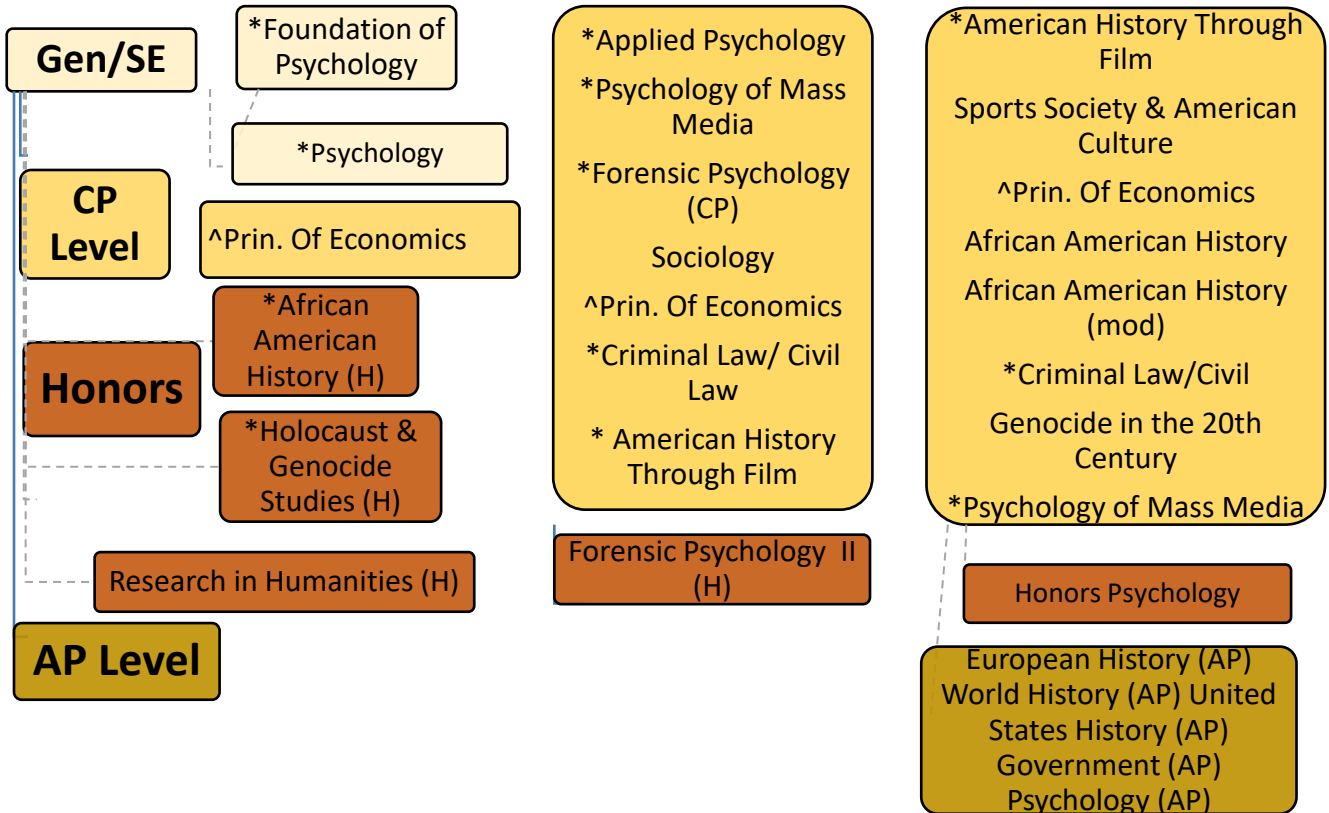 Gen/SE
*Foundation of
Psychology
*Psychology
CP
Level
^Prin. Of Economics
Honors
*African
American
History (H)
*Holocaust &
Genocide
Studies (H)
Research in Humanities (H)
AP Level
*Applied Psychology
*Psychology of Mass
Media
*Forensic Psychology
(CP)
Sociology
^Prin. Of Economics
*Criminal Law/ Civil
Law
* American History
Through Film
Forensic Psychology  II
(H)
*American History Through
Film
Sports Society & American
Culture
^Prin. Of Economics
African American History
African American History
(mod)
*Criminal Law/Civil
Genocide in the 20th
Century
*Psychology of Mass Media
Honors Psychology
European History (AP)
World History (AP) United
States History (AP)
Government (AP)
Psychology (AP)